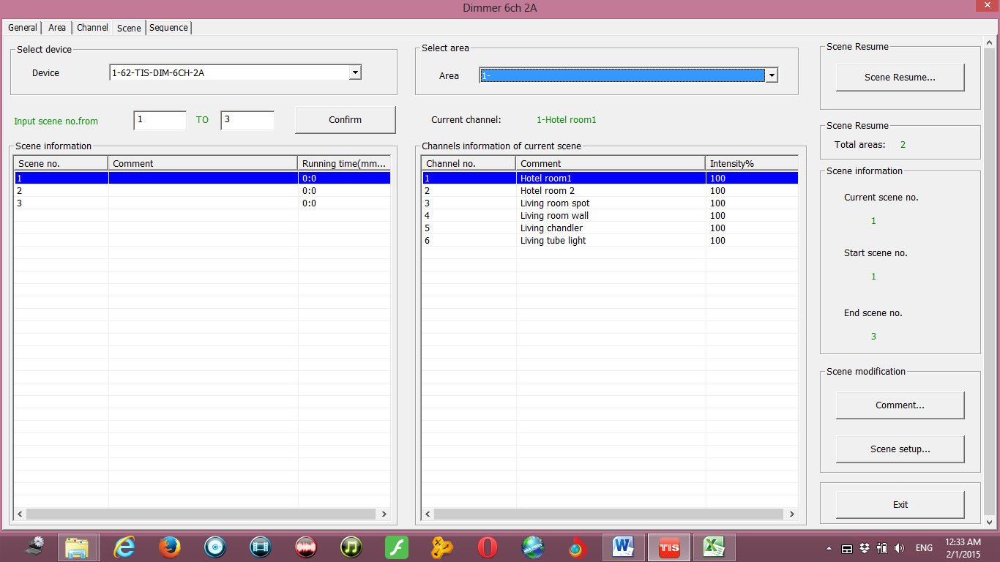 Dimmer 6ch 2A
General Area Channel Scene Sequence
Select device
Device 1-62-TIS-DIM-6CH-2A
Select area
Area 1-
Scene Resume
Scene Resume...
Input scene no.from 1 TO 3 Confirm
Current channel: 1-Hotel room1
Scene Resume
Total areas: 2
Scene information
Scene no. Comment Running time(mm...
1 0:0
2 0:0
3 0:0
Channels information of current scene
Channel no. Comment Intensity%
1 Hotel room1 100
2 Hotel room 2 100
3 Living room spot 100
4 Living room wall 100
5 Living chandler 100
6 Living tube light 100
Scene information
Current scene no.
1
Start scene no.
1
End scene no.
3
Scene modification
Comment...
Scene setup...
Exit
TIS
ENG
12:33 AM
2/1/2015